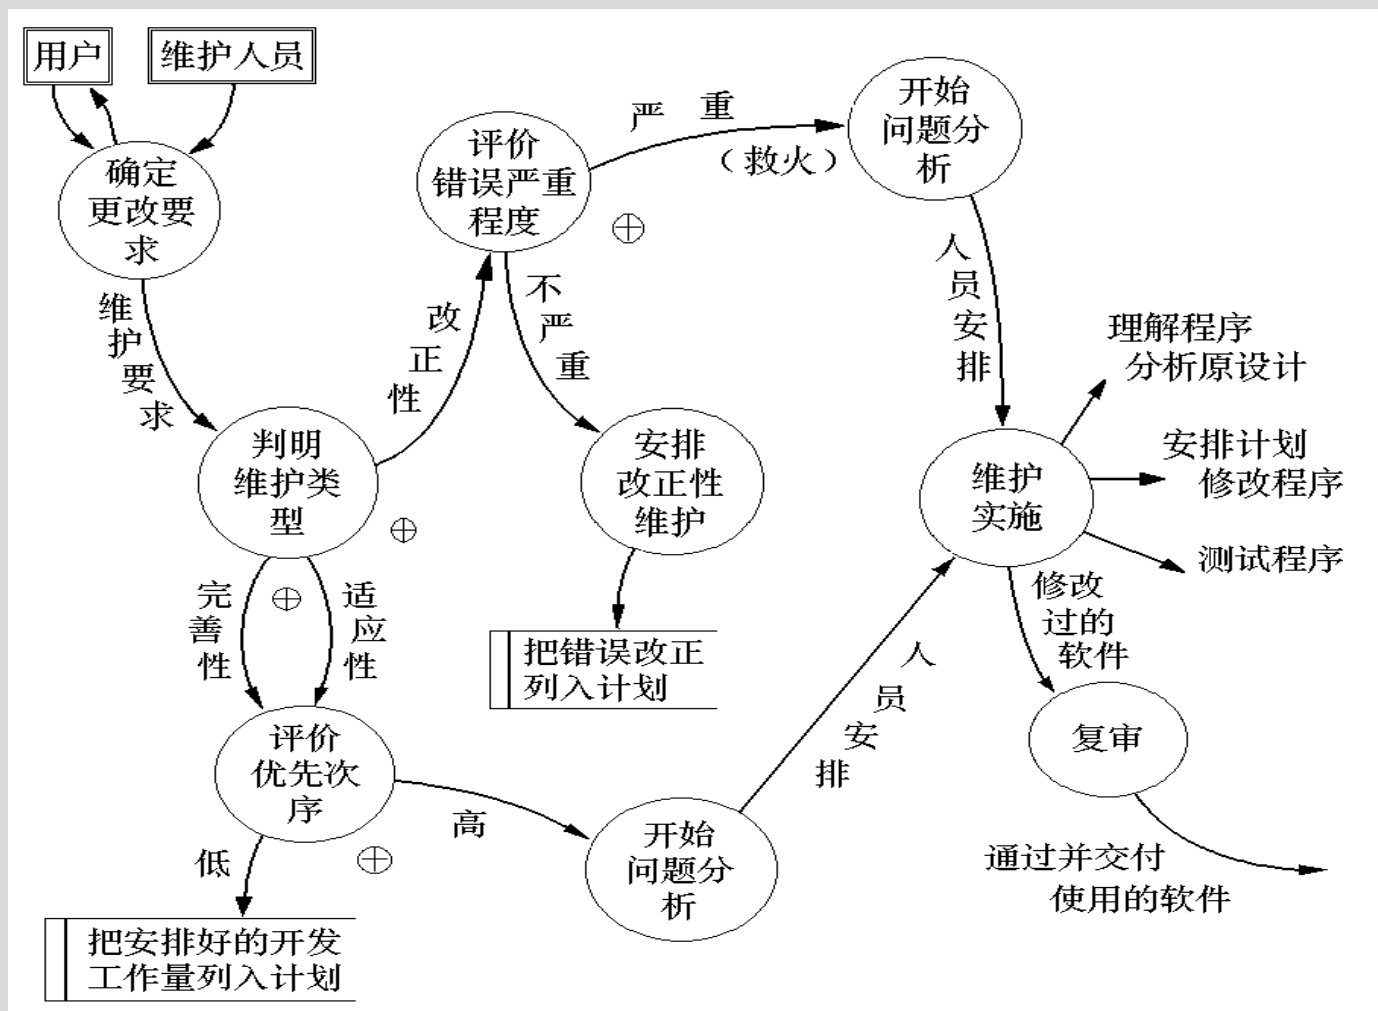 用户
维护人员
确定
更改要
求
维护要求
判明
维护类
型
改正性
评价
错误严重
程度
严重
（救火）
开始
问题分
析
不严重
安排
改正性
维护
把错误改正
列入计划
完善性
适应性
评价
优先次
序
低
把安排好的开发
工作量列入计划
高
开始
问题分
析
人员安排
人员安排
维护
实施
理解程序
分析原设计
安排计划
修改程序
测试程序
修改
过的
软件
复审
通过并交付
使用的软件